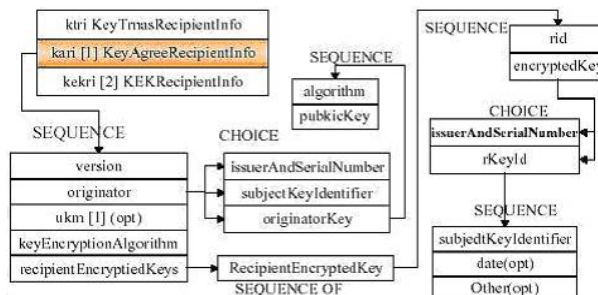 ktri KeyTrnasRecipientInfo
kari [1] KeyAgreeRecipientInfo
kekri [2] KEKRecipientInfo
SEQUENCE
version
originator
ukm [1] (opt)
keyEncryptionAlgorithm
recipientEncryptiedKeys
CHOICE
issuerAndSerialNumber
subjectKeyIdentifier
originatorKey
SEQUENCE
algorithm
pubkicKey
RecipientEncryptedKey
SEQUENCE OF
SEQUENCE
rid
encryptedKey
CHOICE
issuerAndSerialNumber
rKeyId
SEQUENCE
subjedtKeyIdentifier
date(opt)
Other(opt)